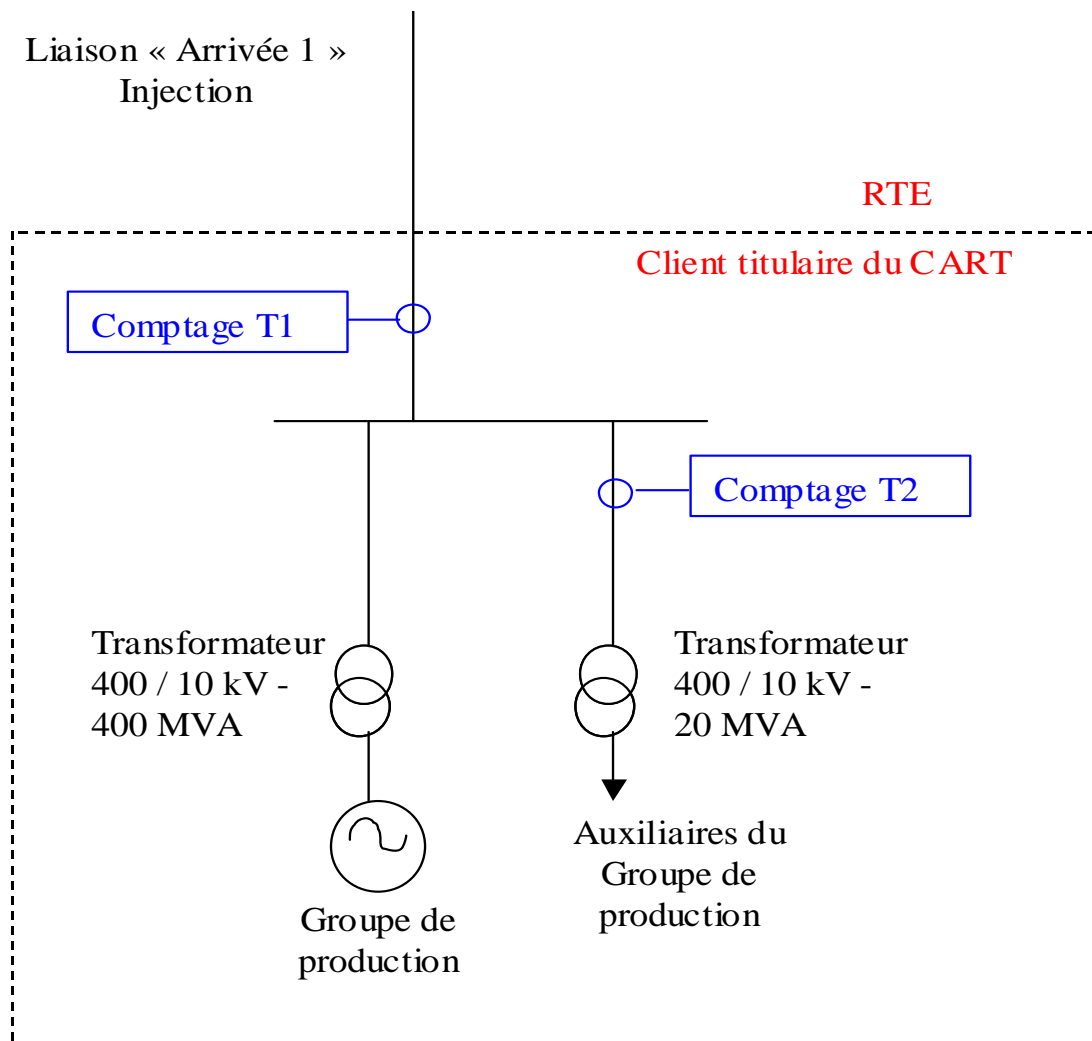 Liaison « Arrivée 1 »
Injection
RTE
Client titulaire du CART
Comptage T1
Comptage T2
Transformateur
400 / 10 kV -
400 MVA
Transformateur
400 / 10 kV -
20 MVA
Groupe de
production
Auxiliaires du
Groupe de
production